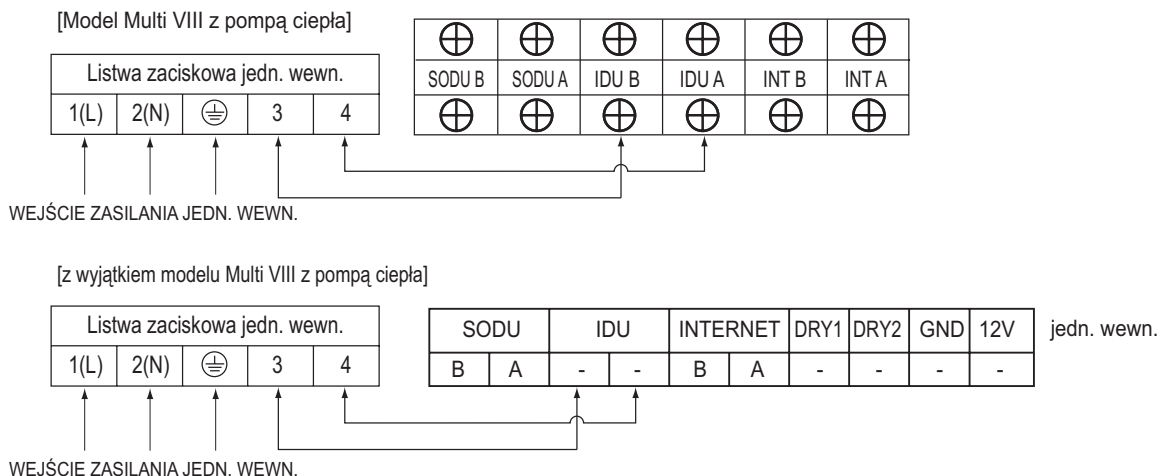 [Model Multi VIII z pompą ciepła]
Listwa zaciskowa jedn. wewn.
1(L) 2(N) 3 4
SODU B SODU A IDU B IDU A INT B INT A
WEJŚCIE ZASILANIA JEDN. WEWN.
[z wyjątkiem modelu Multi VIII z pompą ciepła]
Listwa zaciskowa jedn. wewn.
1(L) 2(N) 3 4
SODU IDU INTERNET DRY1 DRY2 GND 12V jedn. wewn.
B A - - B A - - - -
WEJŚCIE ZASILANIA JEDN. WEWN.